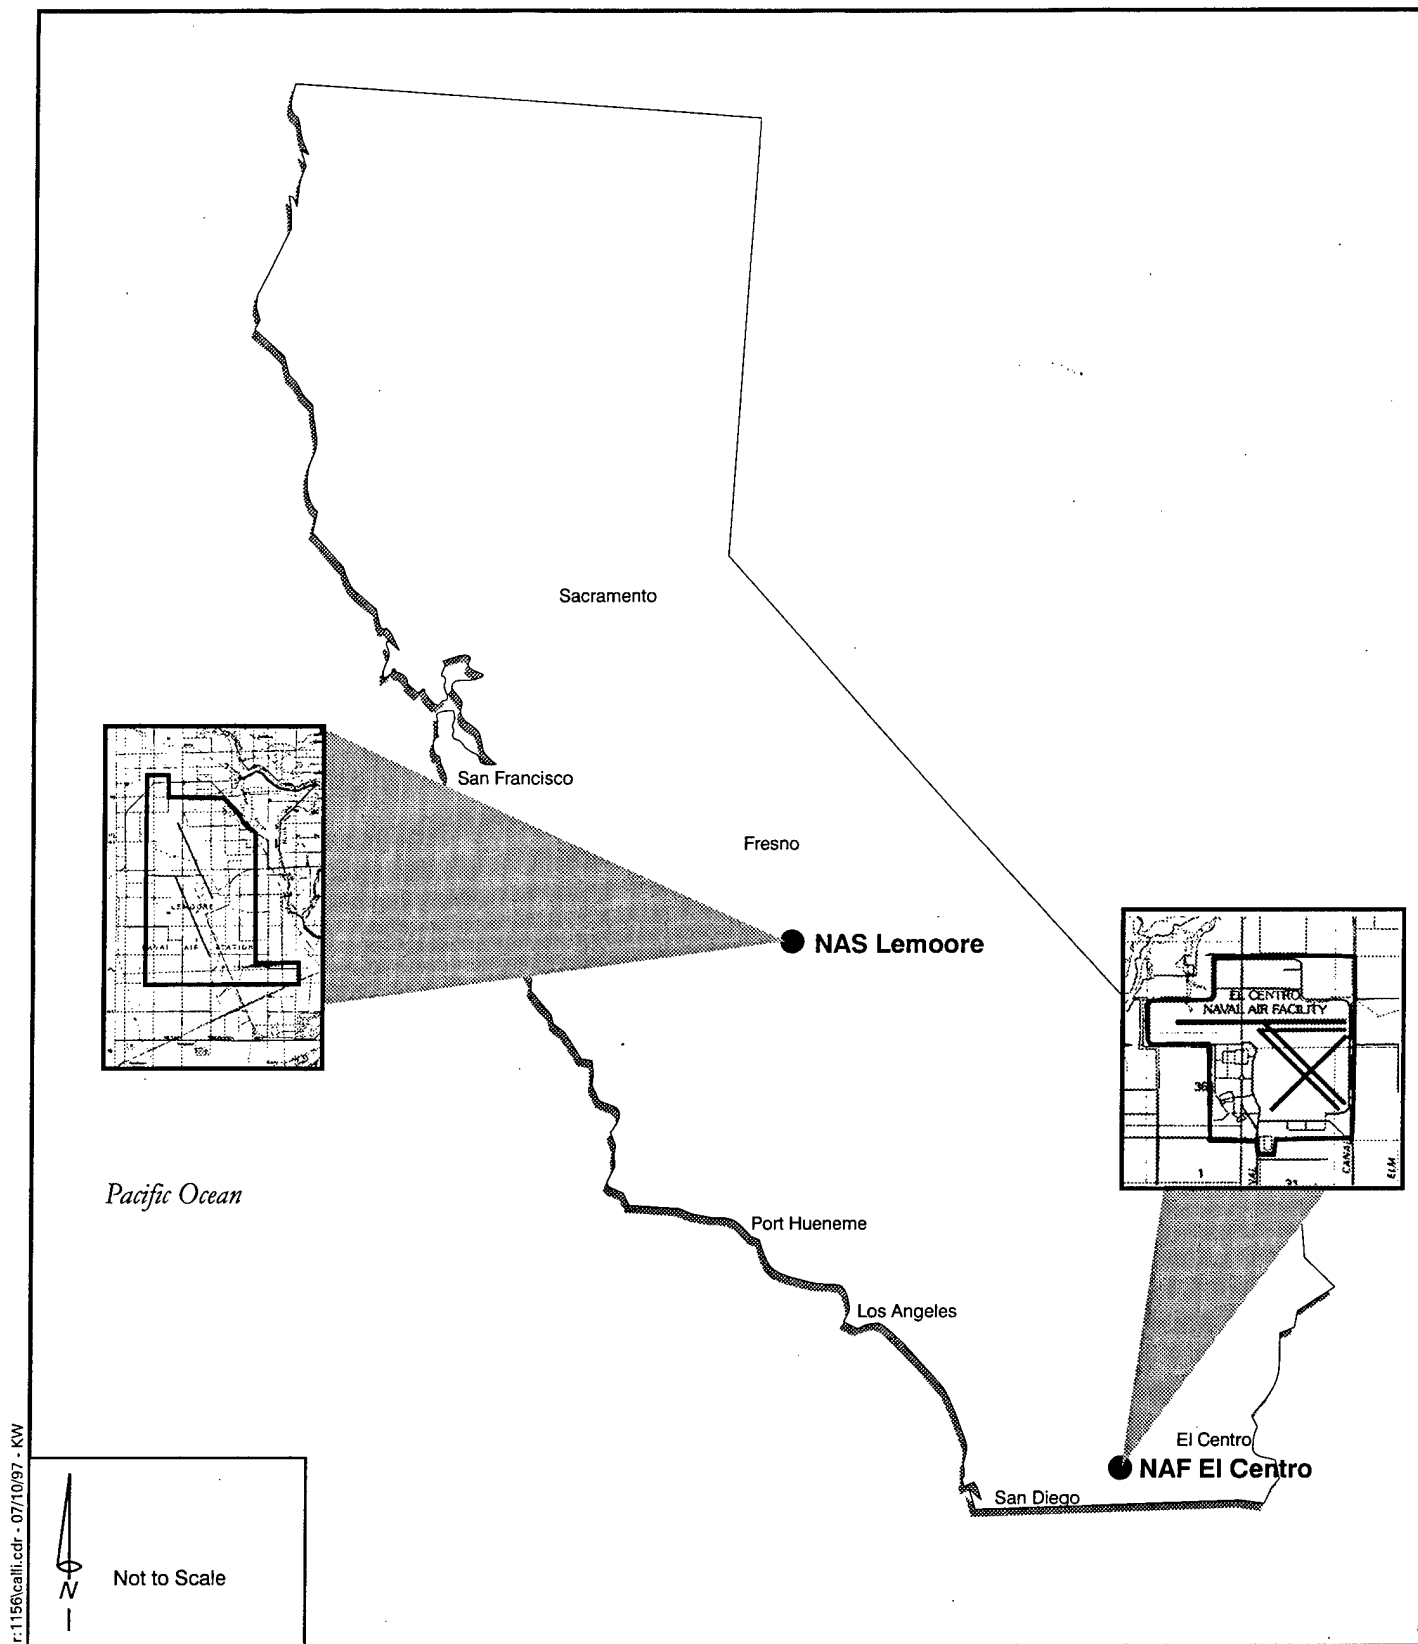 Sacramento
San Francisco
Fresno
NAS Lemoore
LEMOORE
NAVAL AIR STATION
EL CENTRO
NAVAL AIR FACILITY
36
1
CANAL
ELM
Pacific Ocean
Port Hueneme
Los Angeles
El Centro
NAF El Centro
San Diego
N
Not to Scale
r:1156\calli.cdr - 07/10/97 - KW